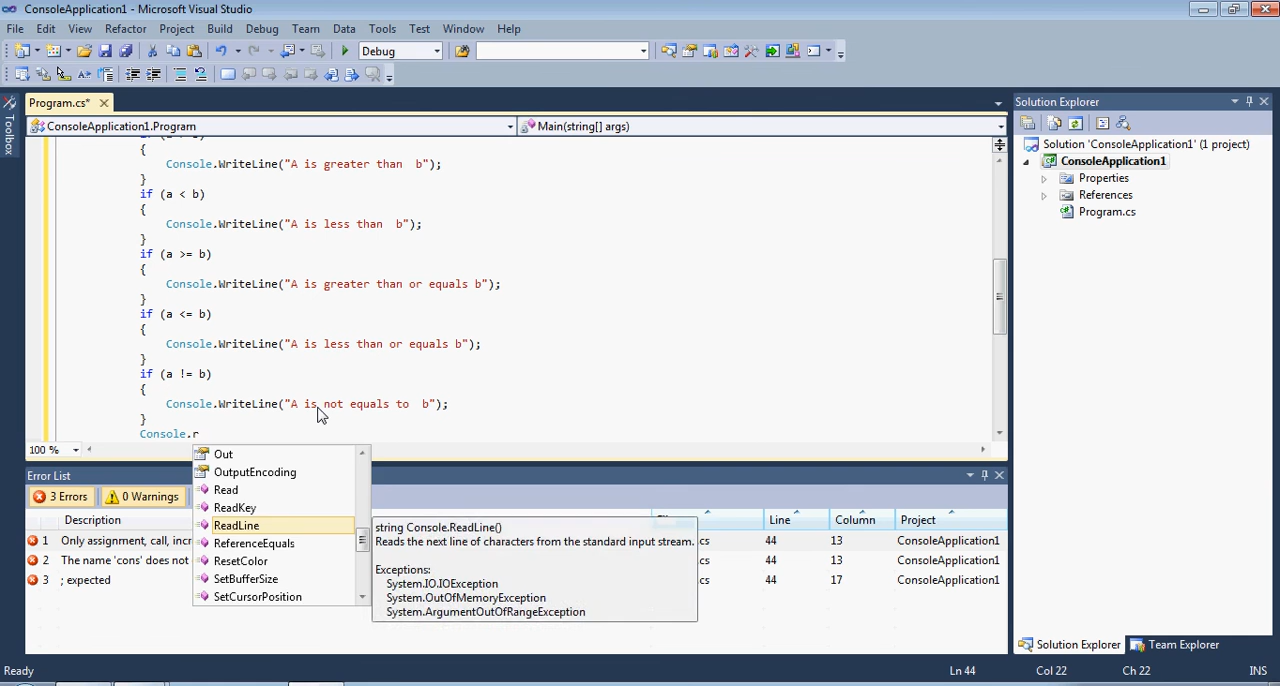 ConsoleApplication1 - Microsoft Visual Studio
File Edit View Refactor Project Build Debug Team Data Tools Test Window Help
Debug
Program.cs*
Toolbox
ConsoleApplication1.Program
Main(string[] args)
{
Console.WriteLine("A is greater than  b");
}
if (a < b)
{
Console.WriteLine("A is less than  b");
}
if (a >= b)
{
Console.WriteLine("A is greater than or equals b");
}
if (a <= b)
{
Console.WriteLine("A is less than or equals b");
}
if (a != b)
{
Console.WriteLine("A is not equals to  b");
}
Console.r
100 %
Out
OutputEncoding
Read
ReadKey
ReadLine
ReferenceEquals
ResetColor
SetBufferSize
SetCursorPosition
string Console.ReadLine()
Reads the next line of characters from the standard input stream.
Exceptions:
System.IO.IOException
System.OutOfMemoryException
System.ArgumentOutOfRangeException
Error List
3 Errors
0 Warnings
Description Line Column Project
1 Only assignment, call, incr .cs 44 13 ConsoleApplication1
2 The name 'cons' does not .cs 44 13 ConsoleApplication1
3 ; expected .cs 44 17 ConsoleApplication1
Solution Explorer
Solution 'ConsoleApplication1' (1 project)
ConsoleApplication1
Properties
References
Program.cs
Solution Explorer Team Explorer
Ready Ln 44 Col 22 Ch 22 INS